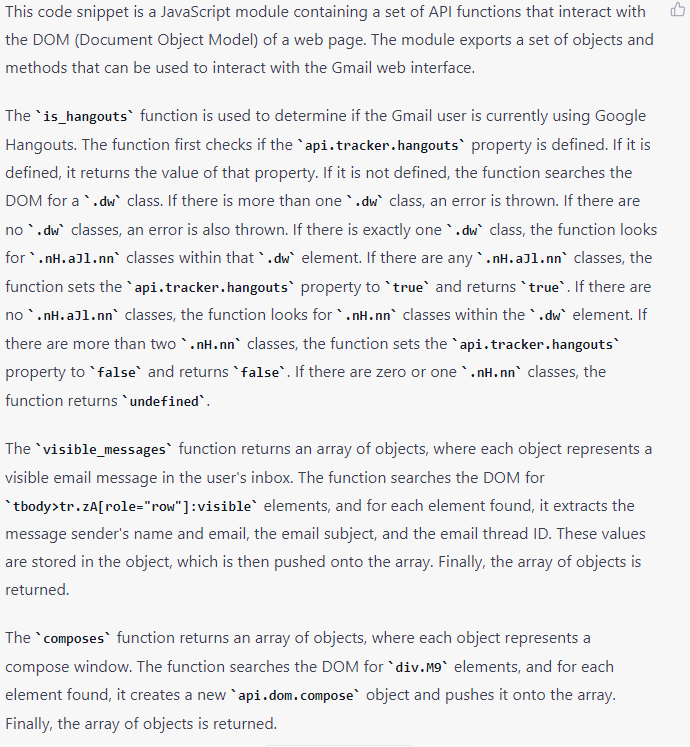 This code snippet is a JavaScript module containing a set of API functions that interact with
the DOM (Document Object Model) of a web page. The module exports a set of objects and
methods that can be used to interact with the Gmail web interface.
The `is_hangouts` function is used to determine if the Gmail user is currently using Google
Hangouts. The function first checks if the `api.tracker.hangouts` property is defined. If it is
defined, it returns the value of that property. If it is not defined, the function searches the
DOM for a `.dw` class. If there is more than one `.dw` class, an error is thrown. If there are
no `.dw` classes, an error is also thrown. If there is exactly one `.dw` class, the function looks
for `.nH.aJl.nn` classes within that `.dw` element. If there are any `.nH.aJl.nn` classes, the
function sets the `api.tracker.hangouts` property to `true` and returns `true`. If there are
no `.nH.aJl.nn` classes, the function looks for `.nH.nn` classes within the `.dw` element. If
there are more than two `.nH.nn` classes, the function sets the `api.tracker.hangouts`
property to `false` and returns `false`. If there are zero or one `.nH.nn` classes, the
function returns `undefined`.
The `visible_messages` function returns an array of objects, where each object represents a
visible email message in the user's inbox. The function searches the DOM for
`tbody>tr.zA[role="row"]:visible` elements, and for each element found, it extracts the
message sender's name and email, the email subject, and the email thread ID. These values
are stored in the object, which is then pushed onto the array. Finally, the array of objects is
returned.
The `composes` function returns an array of objects, where each object represents a
compose window. The function searches the DOM for `div.M9` elements, and for each
element found, it creates a new `api.dom.compose` object and pushes it onto the array.
Finally, the array of objects is returned.